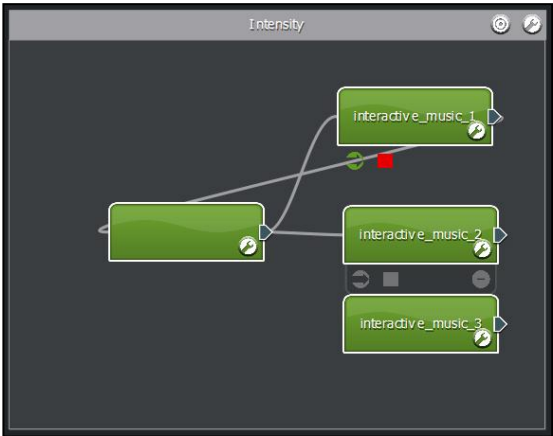 Intensity
interactive_music_1
interactive_music_2
interactive_music_3